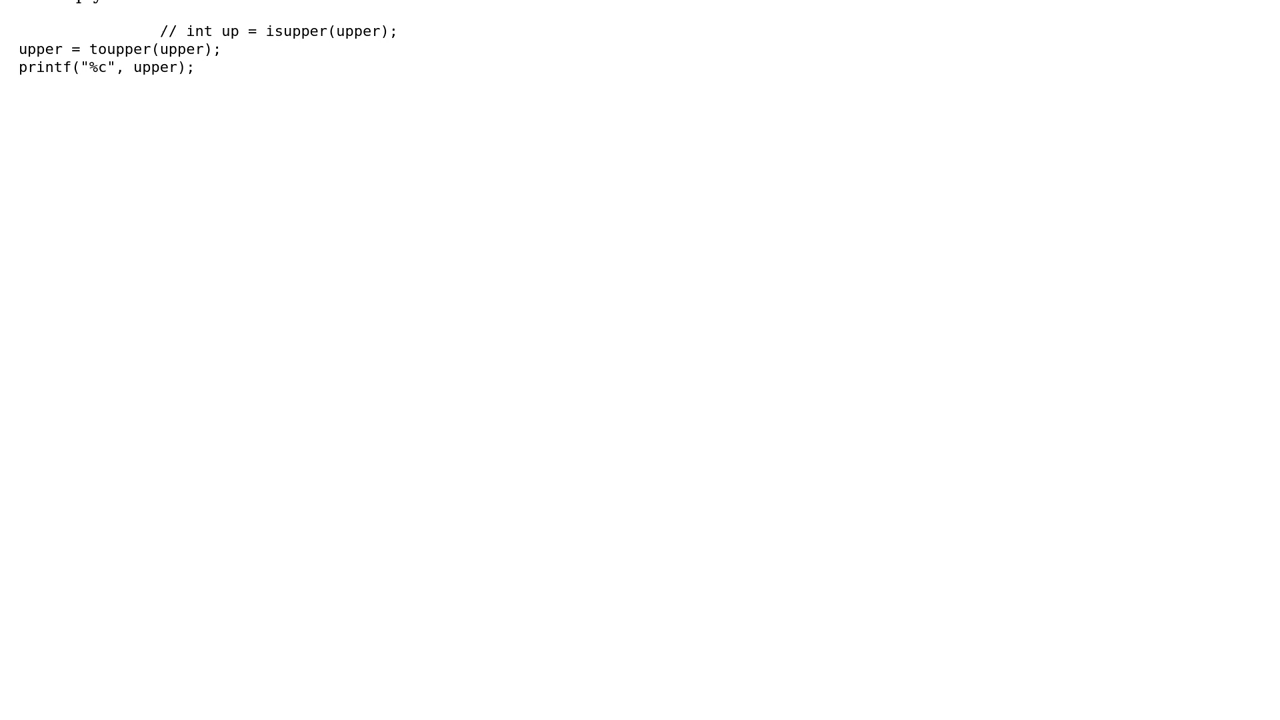 // int up = isupper(upper);
upper = toupper(upper);
printf("%c", upper);